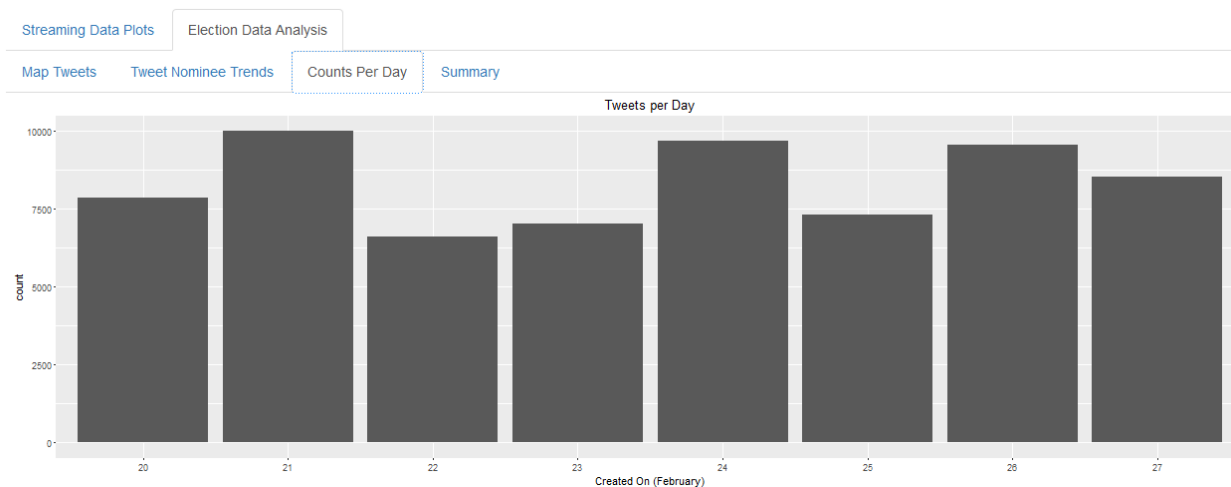 Streaming Data Plots Election Data Analysis
Map Tweets Tweet Nominee Trends Counts Per Day Summary
Tweets per Day
10000
7500
5000
2500
0
count
20 21 22 23 24 25 26 27
Created On (February)